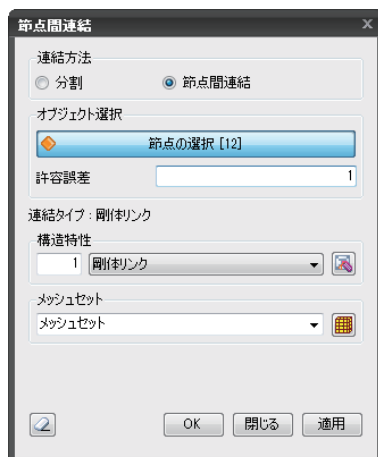 節点間連結
連結方法
分割 節点間連結
オブジェクト選択
節点の選択 [12]
許容誤差 1
連結タイプ : 剛体リンク
構造特性
1 剛体リンク
メッシュセット
メッシュセット
OK 閉じる 適用